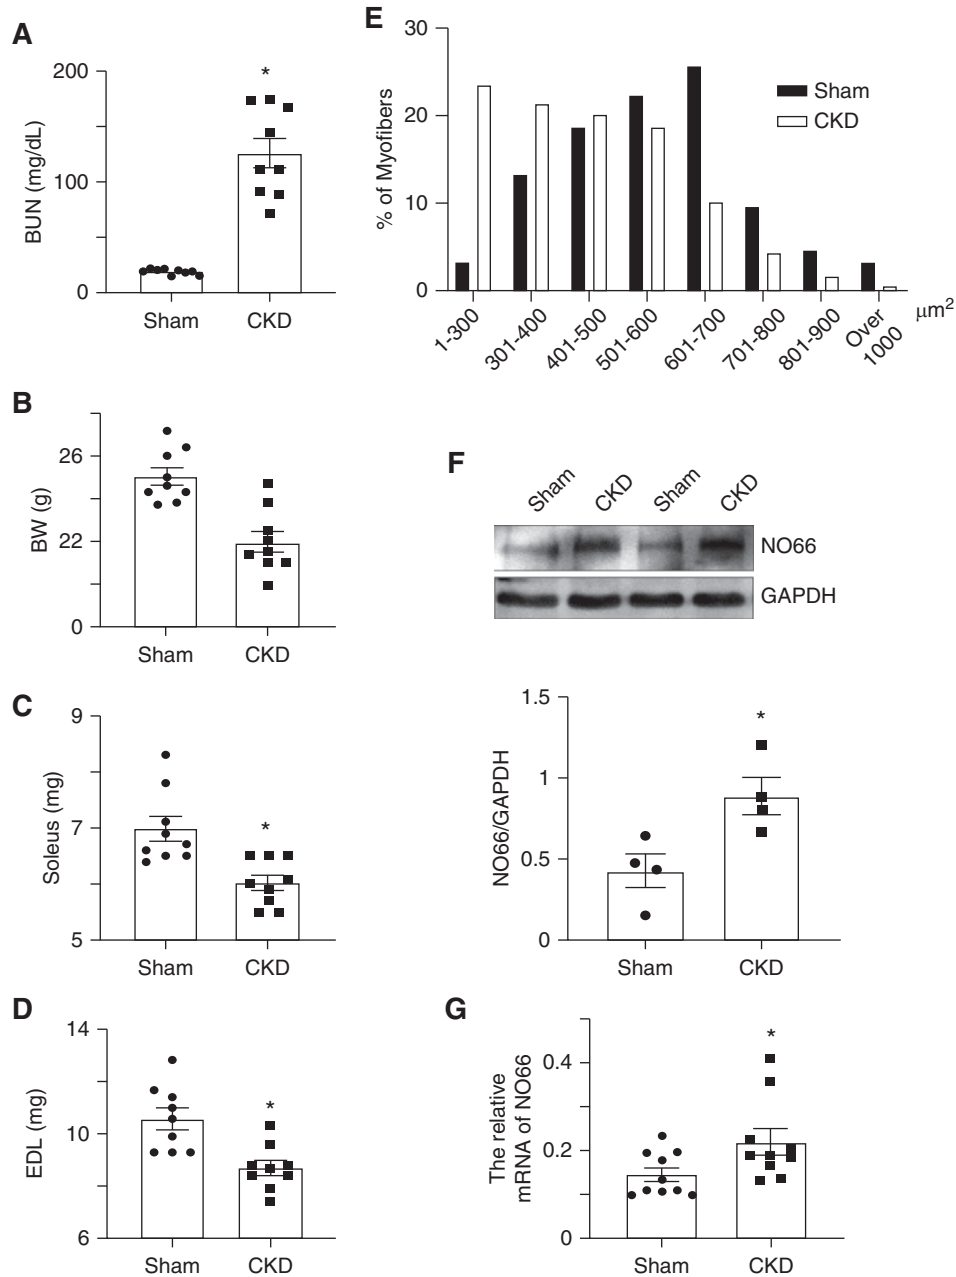 A
200
*
BUN (mg/dL)
100
0
Sham CKD
B
26
BW (g)
22
0
Sham CKD
C
9
Soleus (mg)
7
*
5
Sham CKD
D
14
EDL (mg)
10
*
6
Sham CKD
E
30
% of Myofibers
20
10
0
Sham
CKD
1-300 301-400 401-500 501-600 601-700 701-800 801-900 Over 1000 μm²
F
Sham CKD Sham CKD
NO66
GAPDH
1.5
*
NO66/GAPDH
1
0.5
0
Sham CKD
G
*
The relative
mRNA of NO66
0.4
0.2
0
Sham CKD